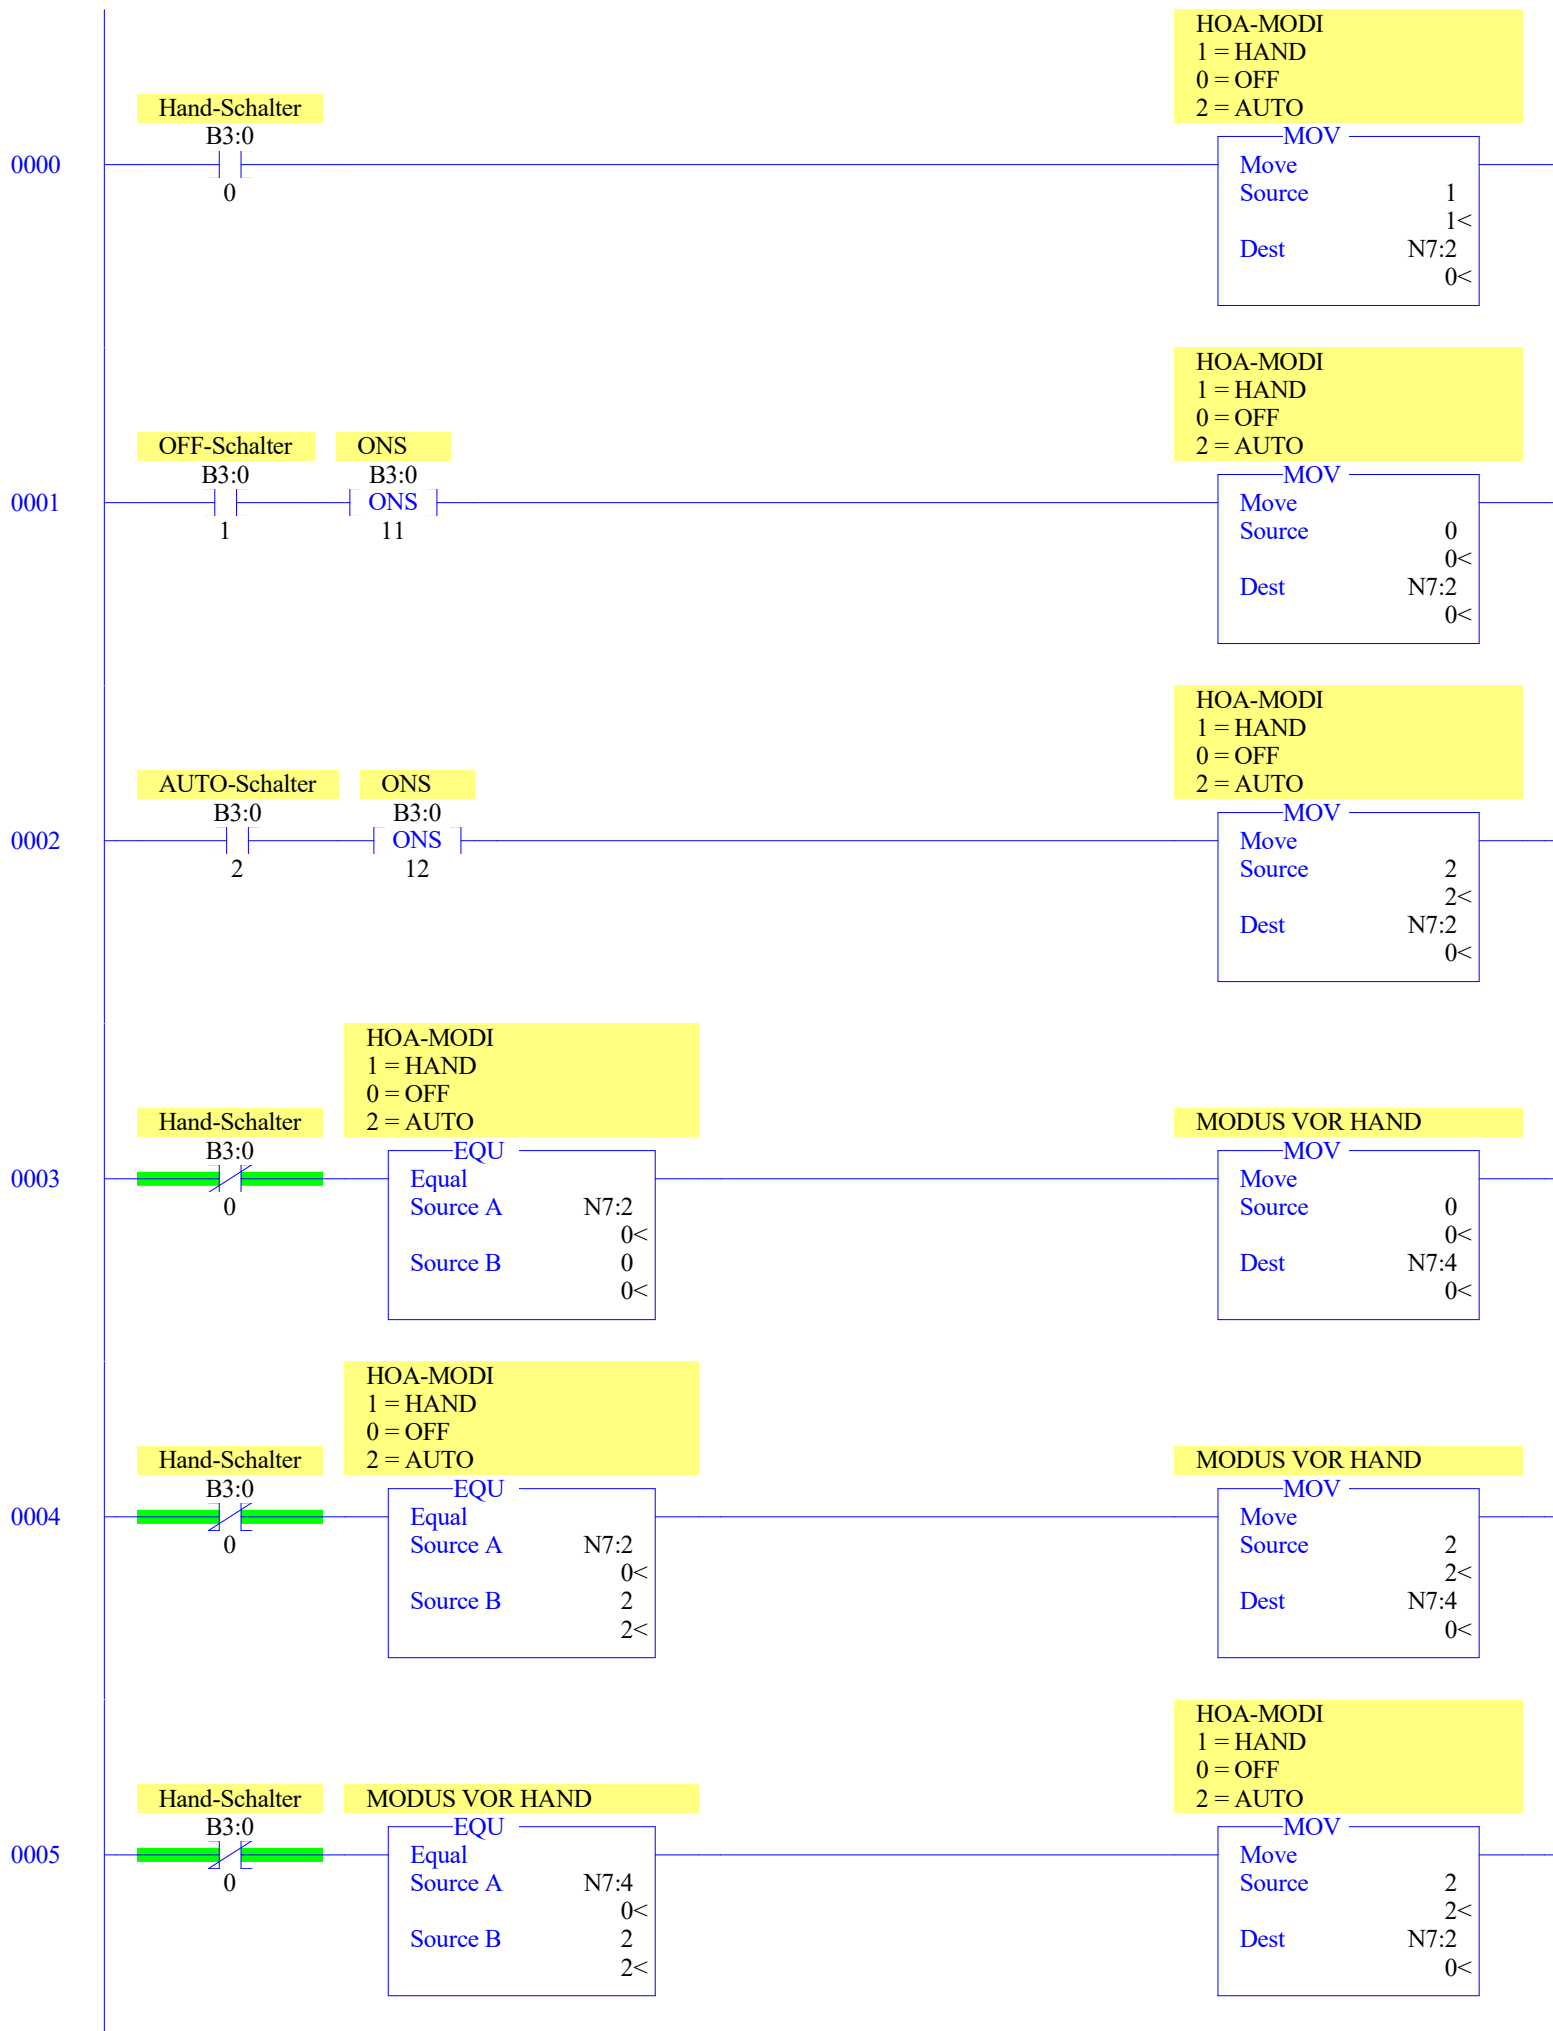 HOA-MODI
1 = HAND
0 = OFF
2 = AUTO
Hand-Schalter
B3:0
MOV
0000
Move
Source 1
0
1<
Dest N7:2
0<
HOA-MODI
1 = HAND
0 = OFF
2 = AUTO
OFF-Schalter ONS
B3:0 B3:0
MOV
0001
ONS
Move
Source 0
1 11
0<
Dest N7:2
0<
HOA-MODI
1 = HAND
0 = OFF
2 = AUTO
AUTO-Schalter ONS
B3:0 B3:0
MOV
0002
ONS
Move
Source 2
2 12
2<
Dest N7:2
0<
HOA-MODI
1 = HAND
0 = OFF
2 = AUTO
Hand-Schalter
MODUS VOR HAND
B3:0
EQU
MOV
0003
Equal
Move
0
Source A N7:2
Source 0
0<
0<
Source B 0
Dest N7:4
0<
0<
HOA-MODI
1 = HAND
0 = OFF
2 = AUTO
Hand-Schalter
MODUS VOR HAND
B3:0
EQU
MOV
0004
Equal
Move
0
Source A N7:2
Source 2
0<
2<
Source B 2
Dest N7:4
2<
0<
HOA-MODI
1 = HAND
0 = OFF
2 = AUTO
Hand-Schalter
MODUS VOR HAND
B3:0
EQU
MOV
0005
Equal
Move
0
Source A N7:4
Source 2
0<
2<
Source B 2
Dest N7:2
2<
0<